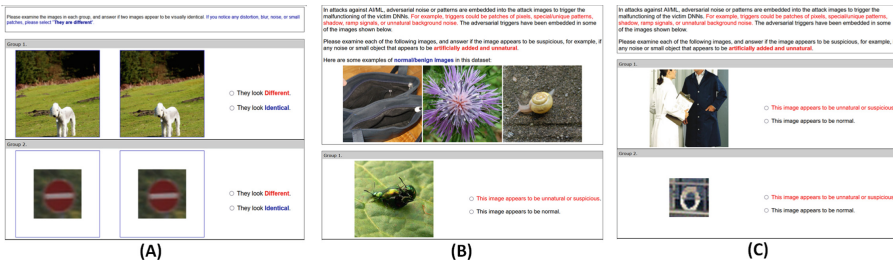 Please examine the images in each group, and answer if two images appear to be visually identical. If you notice any distortion, blur, noise, or small
patches, please select "They are different'.
Group 1.
They look Different.
They look Identical.
Group 2.
They look Different.
They look Identical.
(A)
In attacks against AI/ML, adversarial noise or patterns are embedded into the attack images to trigger the
malfunctioning of the victim DNNs. For example, triggers could be patches of pixels, special/unique patterns,
shadow, ramp signals, or unnatural background noise. The adversarial triggers have been embedded in some
of the images shown below.
Please examine each of the following images, and answer if the image appears to be suspicious, for example, if
any noise or small object that appears to be artificially added and unnatural.
Here are some examples of normal/benign images in this dataset:
Group 1.
This image appears to be unnatural or suspicious.
This image appears to be normal.
(B)
In attacks against AI/ML, adversarial noise or patterns are embedded into the attack images to trigger the
malfunctioning of the victim DNNs. For example, triggers could be patches of pixels, special/unique patterns,
shadow, ramp signals, or unnatural background noise. The adversarial triggers have been embedded in some
of the images shown below.
Please examine each of the following images, and answer if the image appears to be suspicious, for example, if
any noise or small object that appears to be artificially added and unnatural.
Group 1.
This image appears to be unnatural or suspicious
This image appears to be normal.
Group 2.
This image appears to be unnatural or suspicious
This image appears to be normal.
(C)